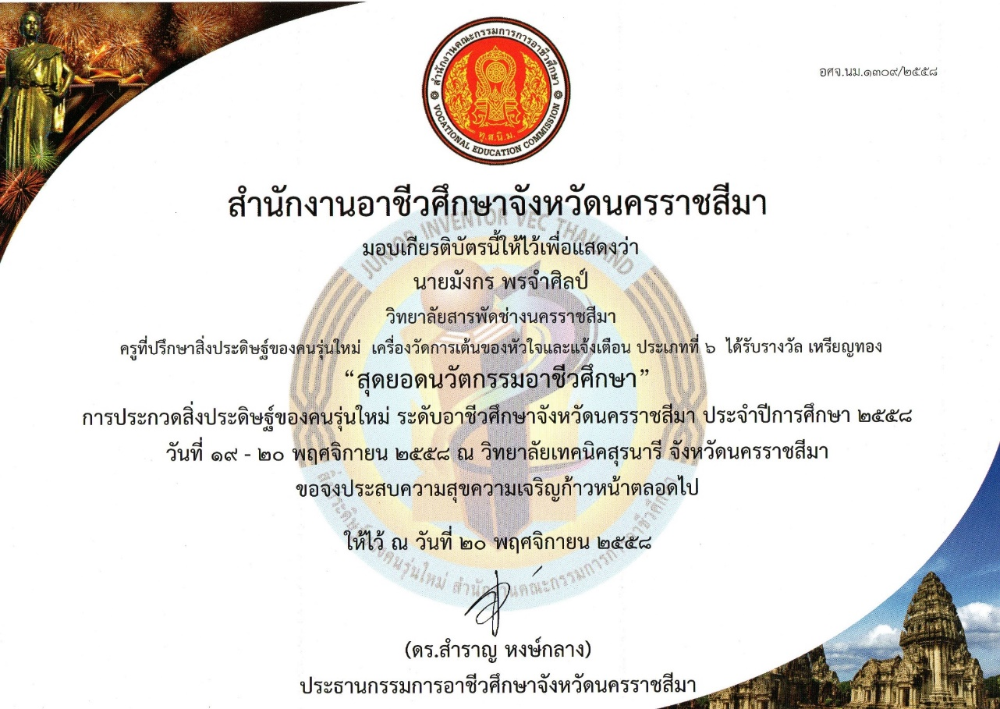 สำนักงานคณะกรรมการการอาชีวศึกษา
ทุ.ส.นิ.ม.
VOCATIONAL EDUCATION COMMISSION
อศจ.นม.๑๓๐๙/๒๕๕๘
สำนักงานอาชีวศึกษาจังหวัดนครราชสีมา
JUNIOR INVENTOR VEC THAILAND
มอบเกียรติบัตรนี้ให้ไว้เพื่อแสดงว่า
นายมังกร พรจำศิลป์
วิทยาลัยสารพัดช่างนครราชสีมา
ครูที่ปรึกษาสิ่งประดิษฐ์ของคนรุ่นใหม่ เครื่องวัดการเต้นของหัวใจและแจ้งเตือน ประเภทที่ ๖ ได้รับรางวัล เหรียญทอง
“สุดยอดนวัตกรรมอาชีวศึกษา”
การประกวดสิ่งประดิษฐ์ของคนรุ่นใหม่ ระดับอาชีวศึกษาจังหวัดนครราชสีมา ประจำปีการศึกษา ๒๕๕๘
วันที่ ๑๙ - ๒๐ พฤศจิกายน ๒๕๕๘ ณ วิทยาลัยเทคนิคสุรนารี จังหวัดนครราชสีมา
ขอจงประสบความสุขความเจริญก้าวหน้าตลอดไป
ให้ไว้ ณ วันที่ ๒๐ พฤศจิกายน ๒๕๕๘
สิ่งประดิษฐ์ของคนรุ่นใหม่ สำนักงานคณะกรรมการการอาชีวศึกษา
(ดร.สำราญ หงษ์กลาง)
ประธานกรรมการอาชีวศึกษาจังหวัดนครราชสีมา